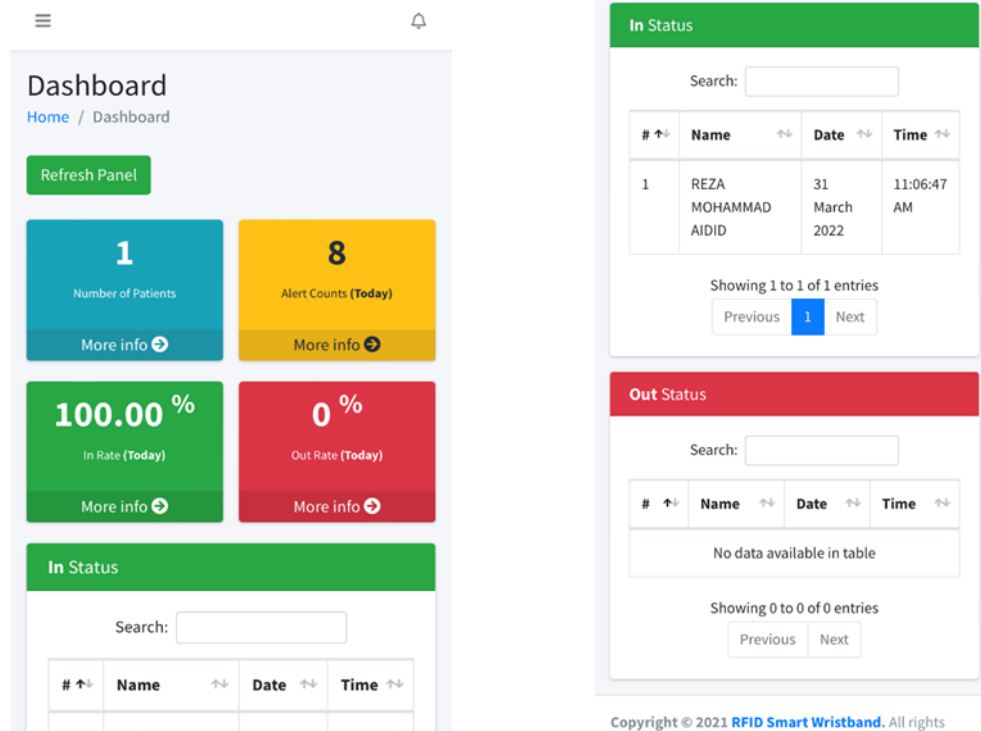 Dashboard
Home / Dashboard
Refresh Panel
1
Number of Patients
More info
8
Alert Counts (Today)
More info
100.00 %
In Rate (Today)
More info
0 %
Out Rate (Today)
More info
In Status
Search:
# Name Date Time
In Status
Search:
# Name Date Time
1 REZA 31 11:06:47
MOHAMMAD March AM
AIDID 2022
Showing 1 to 1 of 1 entries
Previous 1 Next
Out Status
Search:
# Name Date Time
No data available in table
Showing 0 to 0 of 0 entries
Previous Next
Copyright © 2021 RFID Smart Wristband. All rights